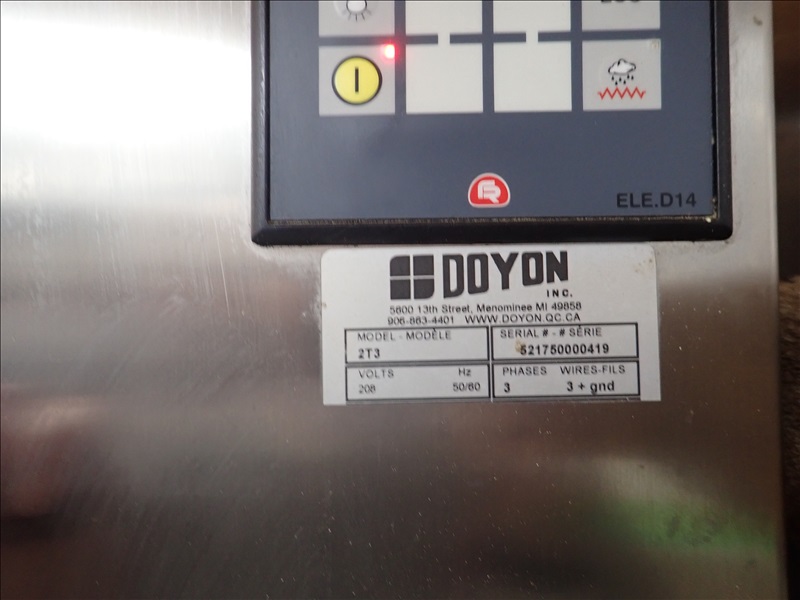 ELE.D14
DOYON
INC.
5600 13th Street, Menominee MI 49858
906-863-4401 WWW.DOYON.QC.CA
MODEL - MODÈLE
2T3
SERIAL # - # SÉRIE
521750000419
VOLTS Hz
208 50/60
PHASES WIRES-FILS
3 3 + gnd